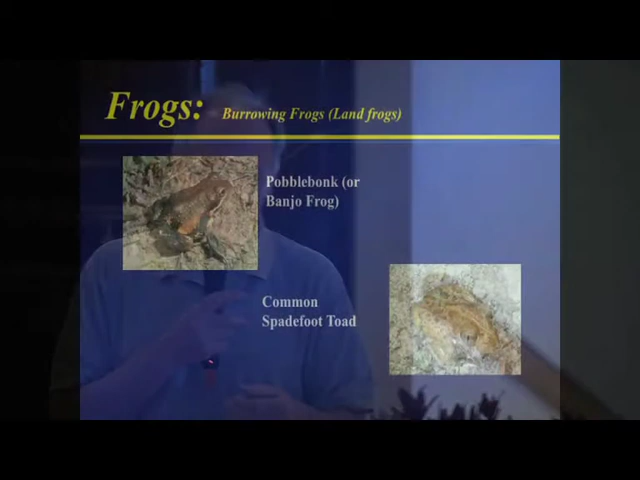 Frogs: Burrowing Frogs (Land frogs)
Pobblebonk (or
Banjo Frog)
Common
Spadefoot Toad